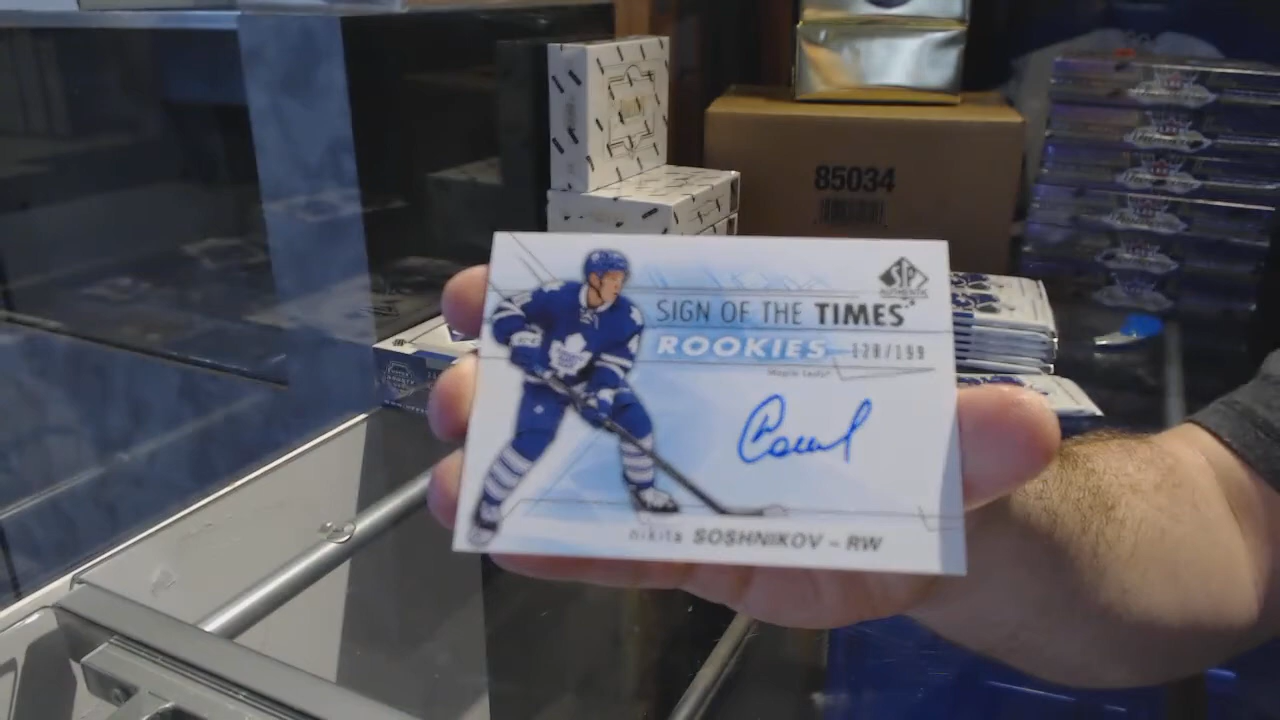 85034
SP
AUTHENTIC
SIGN OF THE TIMES
ROOKIES 128/199
Maple Leafs
nikita SOSHNIKOV – RW